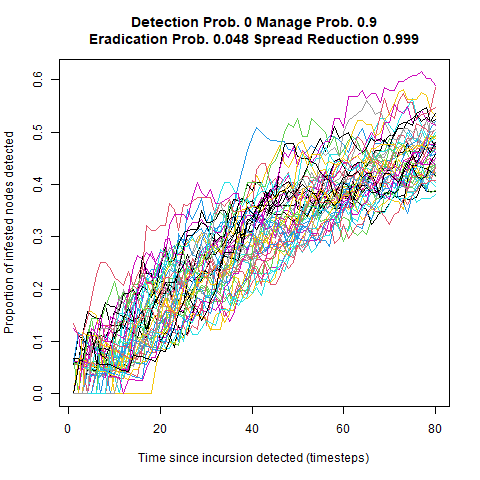 Detection Prob. 0 Manage Prob. 0.9
Eradication Prob. 0.048 Spread Reduction 0.999
Proportion of infested nodes detected
0.6
0.5
0.4
0.3
0.2
0.1
0.0
0 20 40 60 80
Time since incursion detected (timesteps)